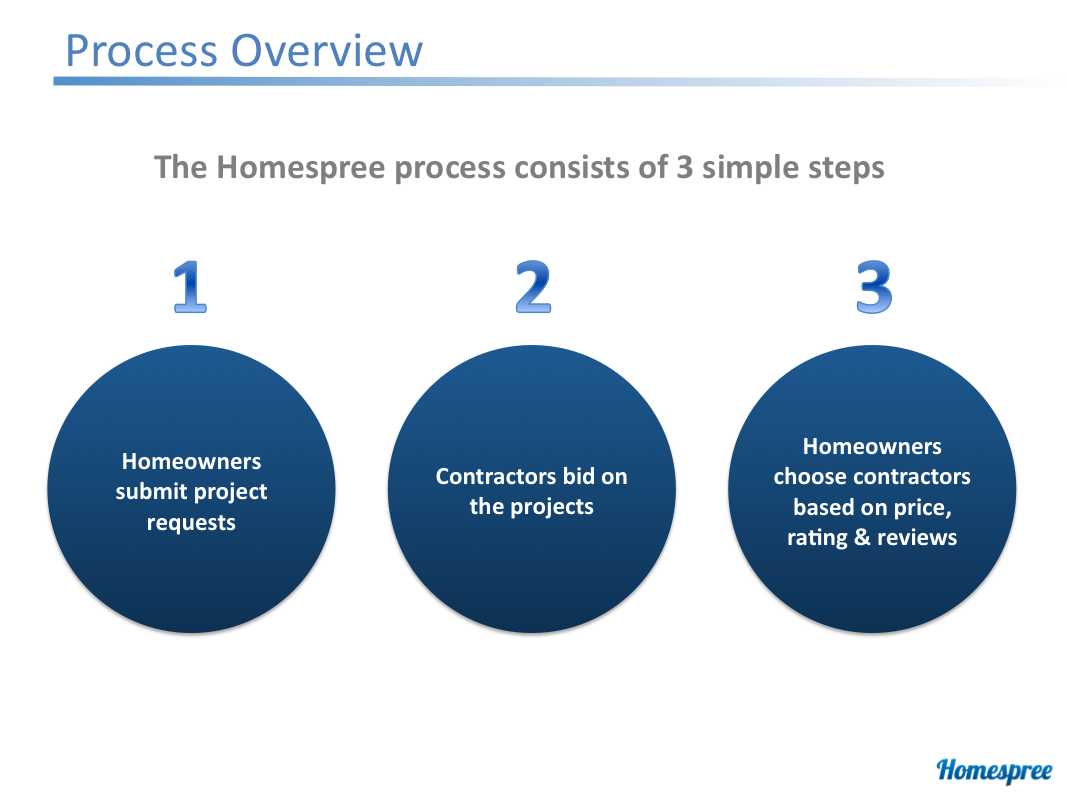 Process Overview
The Homespree process consists of 3 simple steps
1
2
3
Homeowners
submit project
requests
Contractors bid on
the projects
Homeowners
choose contractors
based on price,
rating & reviews
Homespree